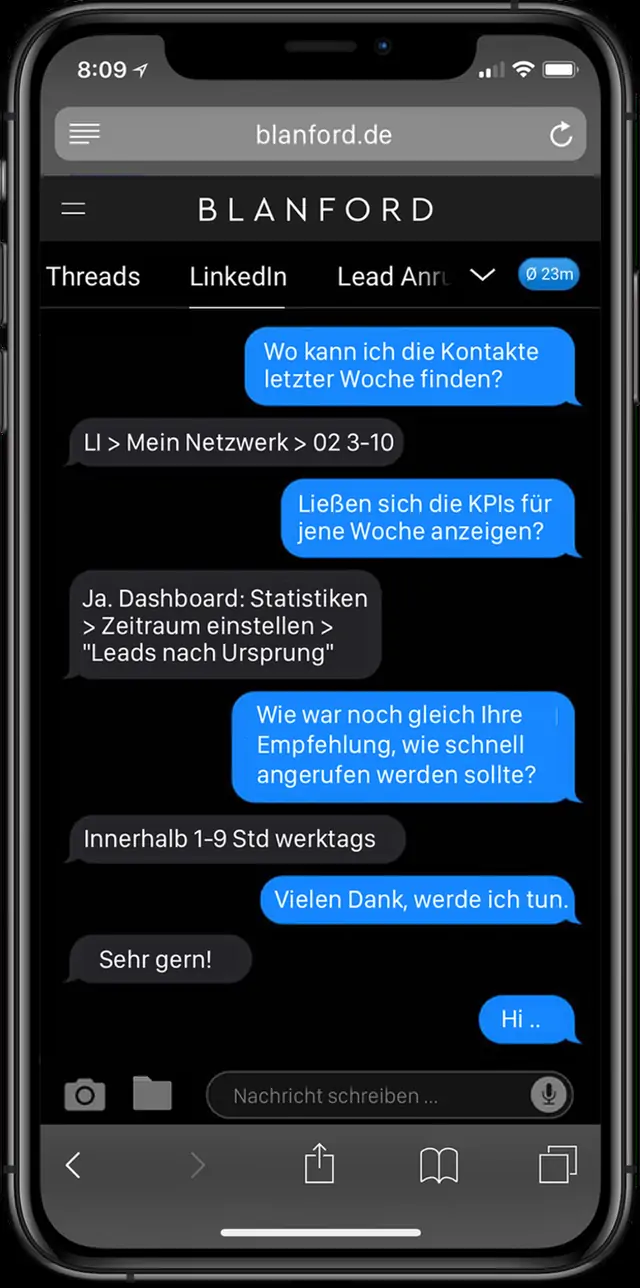 8:09
blanford.de
BLANFORD
Threads LinkedIn Lead Anru Ø 23m
Wo kann ich die Kontakte
letzter Woche finden?
LI > Mein Netzwerk > 02 3-10
Ließen sich die KPIs für
jene Woche anzeigen?
Ja. Dashboard: Statistiken
> Zeitraum einstellen >
"Leads nach Ursprung"
Wie war noch gleich Ihre
Empfehlung, wie schnell
angerufen werden sollte?
Innerhalb 1-9 Std werktags
Vielen Dank, werde ich tun.
Sehr gern!
Hi ..
Nachricht schreiben ...